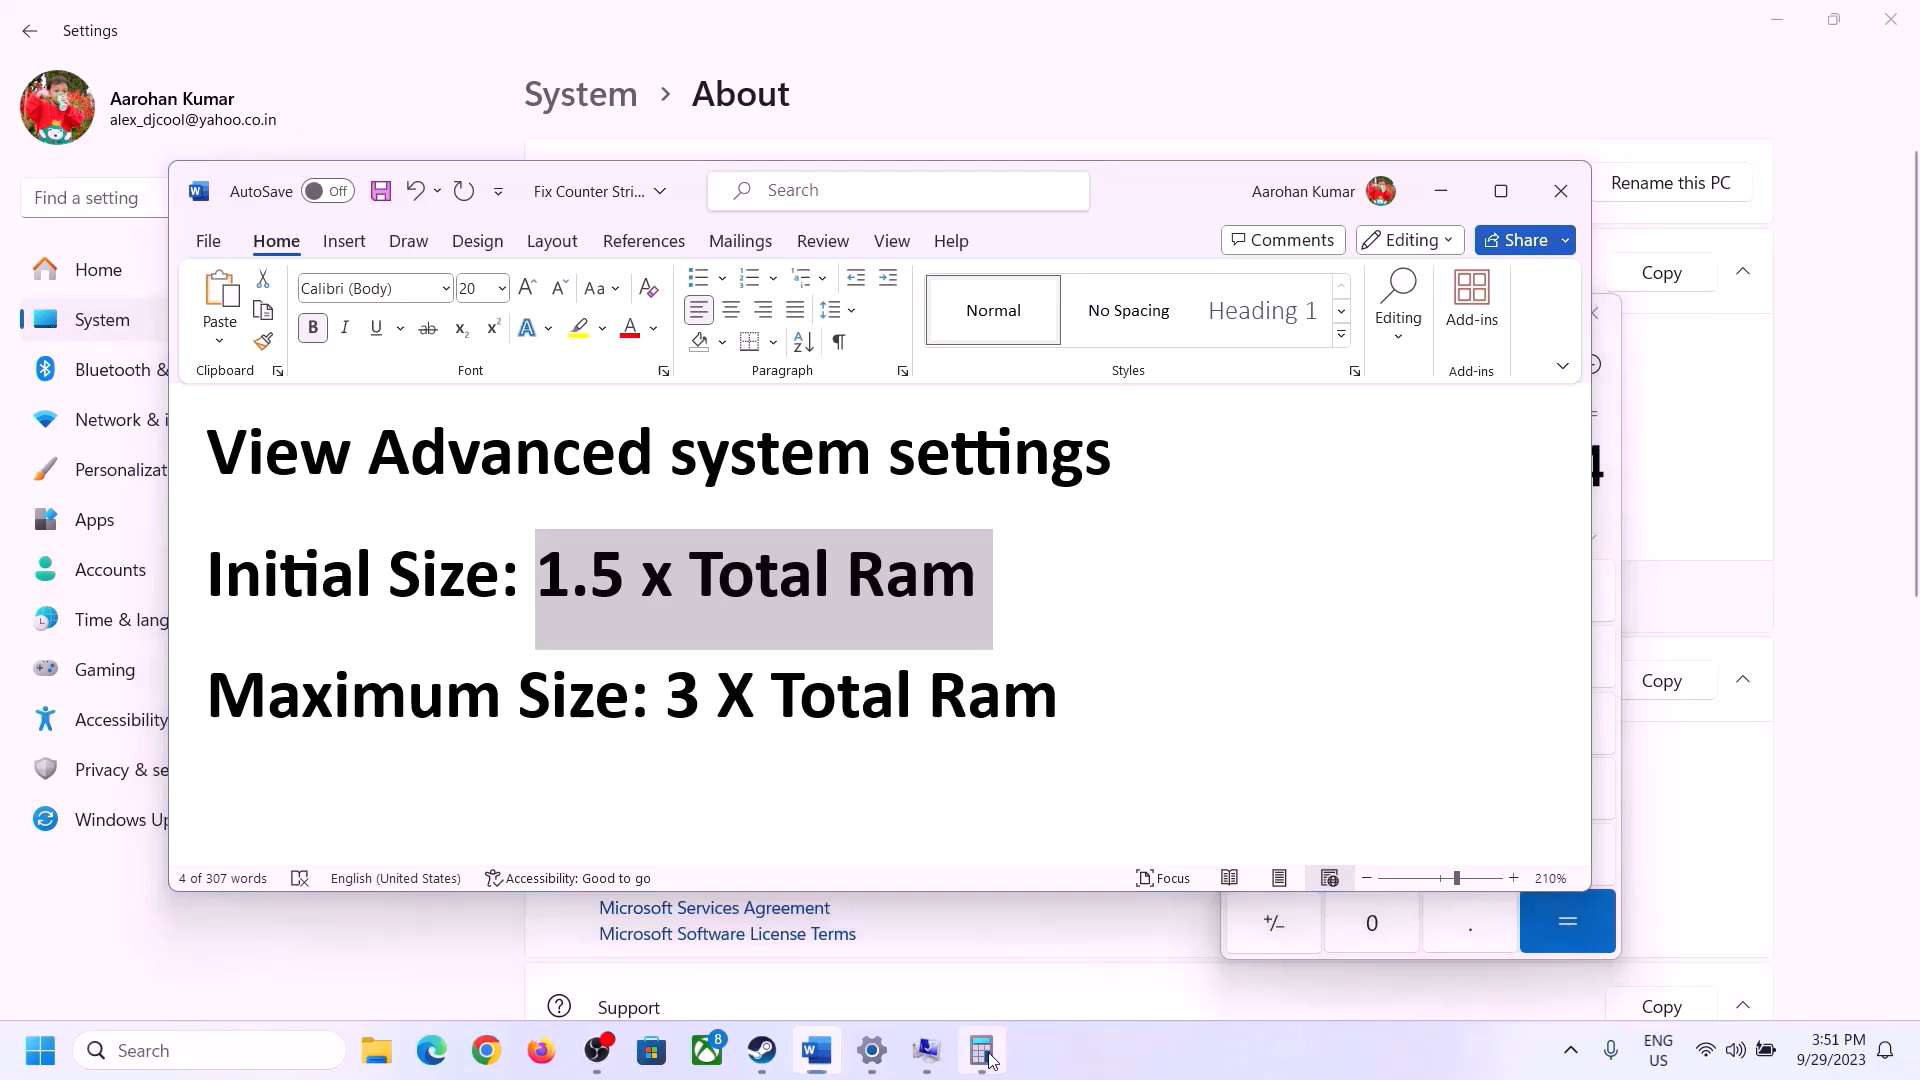 Settings
Aarohan Kumar
alex_djcool@yahoo.co.in
System > About
Find a setting
Rename this PC
AutoSave Off
Fix Counter Stri...
Search
Aarohan Kumar
File Home Insert Draw Design Layout References Mailings Review View Help
Comments Editing Share
Home
System
Bluetooth &
Network & i
Personalizat
Apps
Accounts
Time & lang
Gaming
Accessibility
Privacy & se
Windows Up
Copy
Paste
Calibri (Body) 20
Normal No Spacing Heading 1
Editing
Add-ins
Clipboard Font Paragraph Styles Add-ins
View Advanced system settings
Initial Size: 1.5 x Total Ram
Maximum Size: 3 X Total Ram
4
Copy
4 of 307 words English (United States) Accessibility: Good to go Focus 210%
Microsoft Services Agreement
Microsoft Software License Terms
+/- 0 . =
Support
Copy
Search
8
ENG
US
3:51 PM
9/29/2023